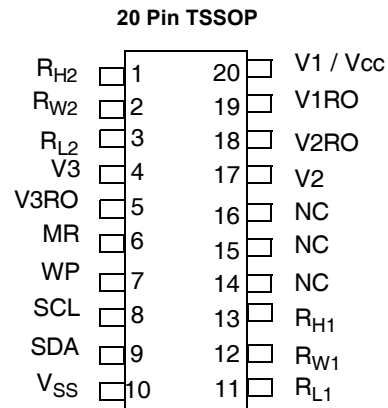 20 Pin TSSOP
RH2 1 20 V1 / Vcc
RW2 2 19 V1RO
RL2 3 18 V2RO
V3 4 17 V2
V3RO 5 16 NC
MR 6 15 NC
WP 7 14 NC
SCL 8 13 RH1
SDA 9 12 RW1
VSS 10 11 RL1